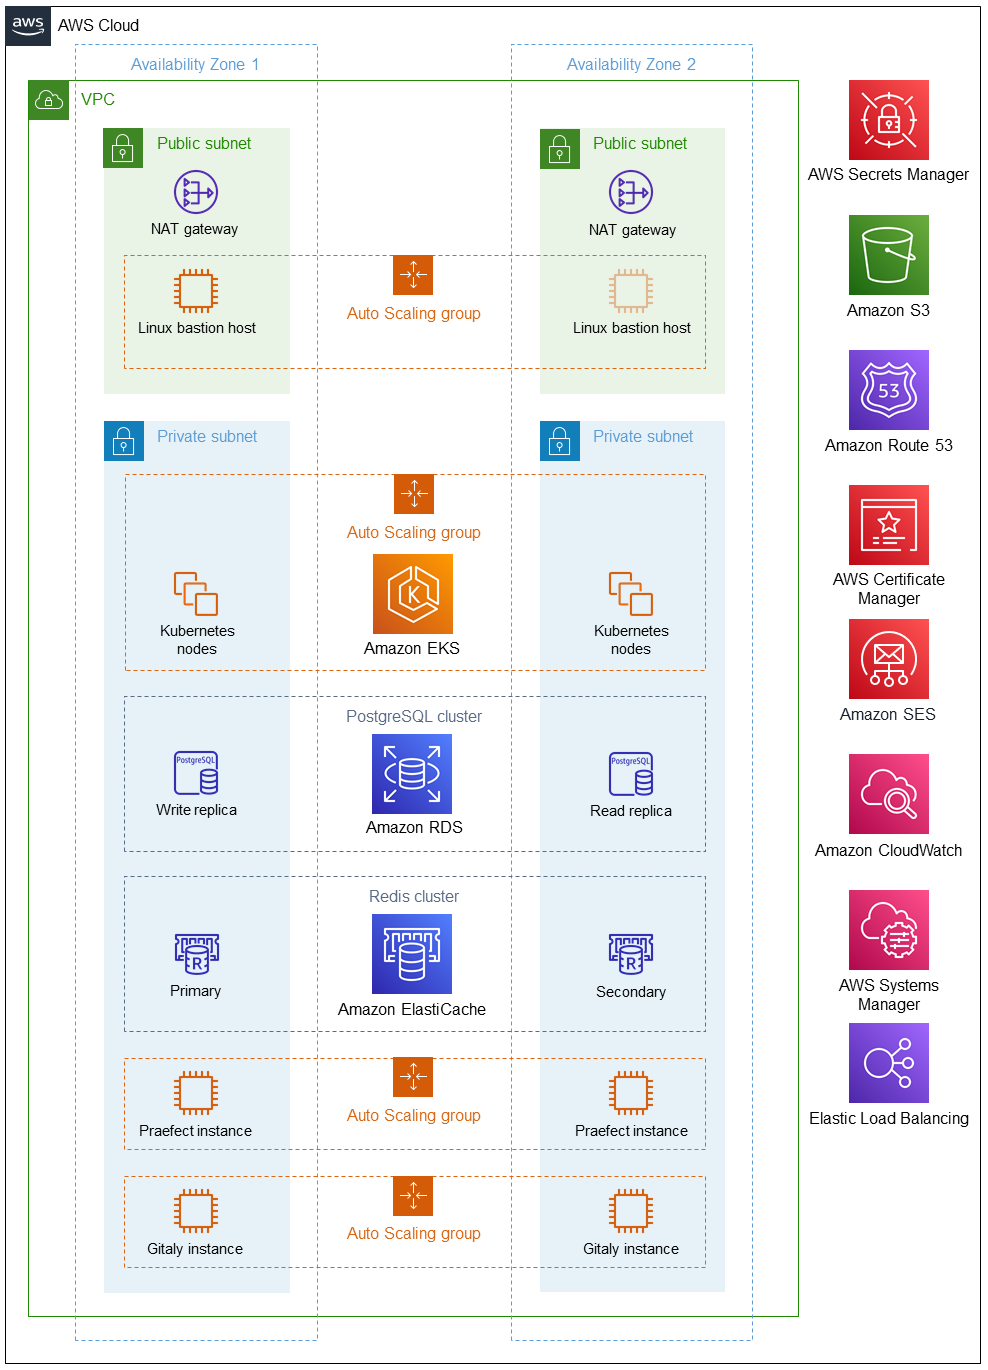 aws
AWS Cloud
Availability Zone 1
Availability Zone 2
VPC
Public subnet
Public subnet
NAT gateway
NAT gateway
Auto Scaling group
Linux bastion host
Linux bastion host
Private subnet
Private subnet
Auto Scaling group
K
Kubernetes
nodes
Amazon EKS
Kubernetes
nodes
PostgreSQL cluster
PostgreSQL
Write replica
Amazon RDS
PostgreSQL
Read replica
Redis cluster
R
Primary
Amazon ElastiCache
R
Secondary
Auto Scaling group
Praefect instance
Praefect instance
Auto Scaling group
Gitaly instance
Gitaly instance
AWS Secrets Manager
Amazon S3
53
Amazon Route 53
AWS Certificate
Manager
Amazon SES
Amazon CloudWatch
AWS Systems
Manager
Elastic Load Balancing